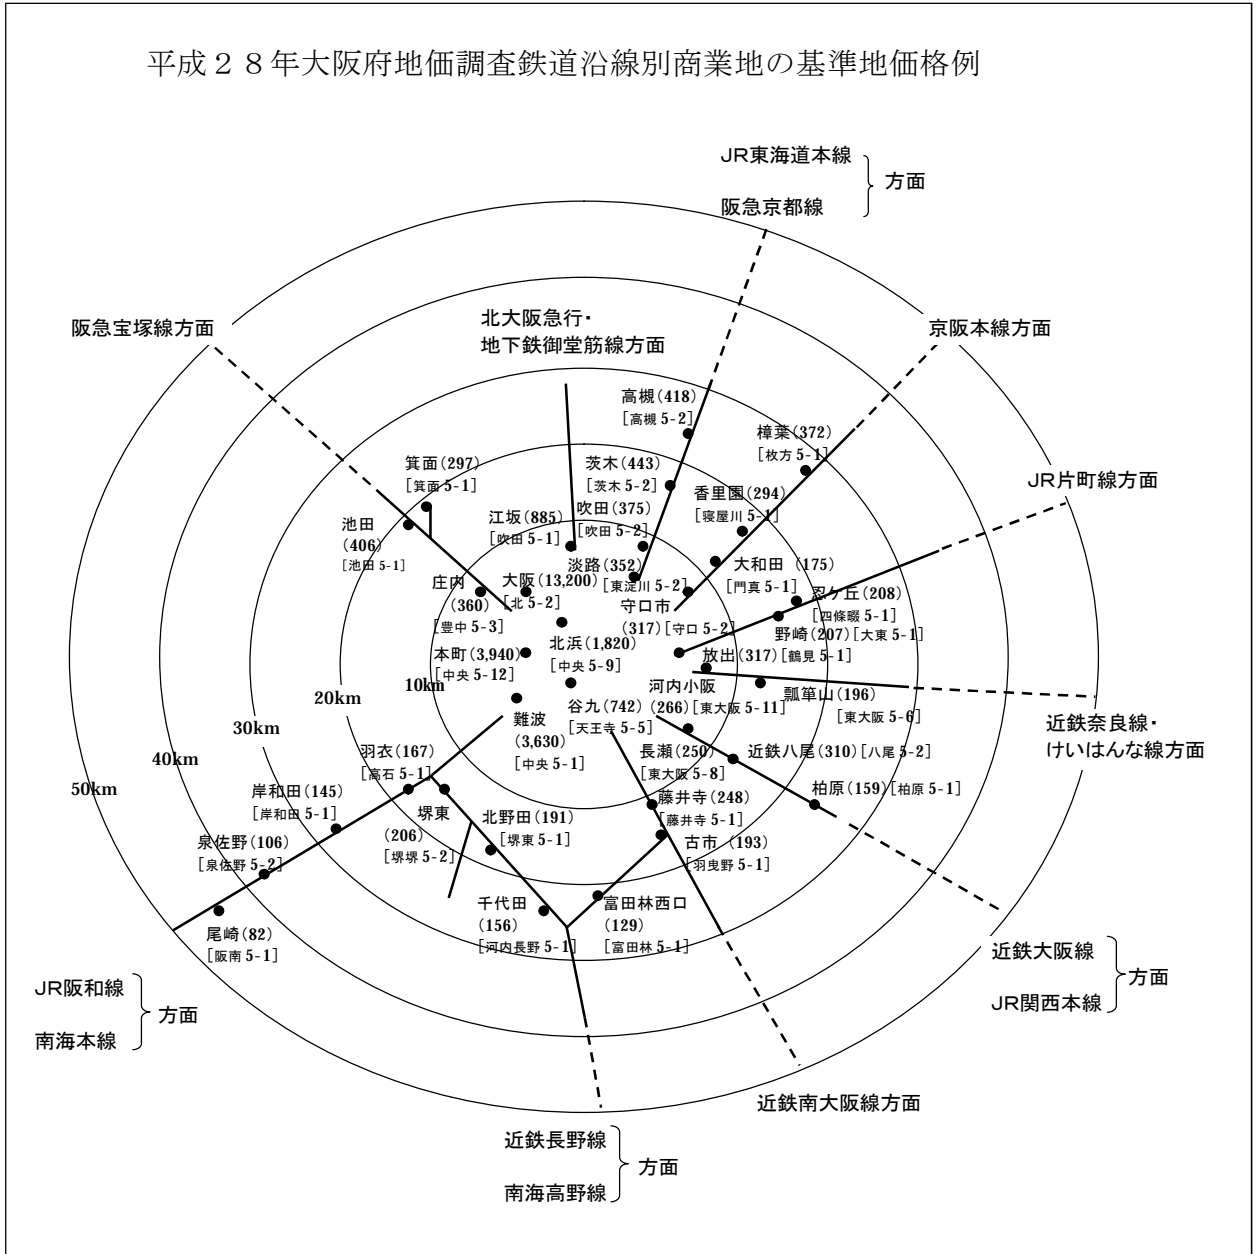 平成２８年大阪府地価調査鉄道沿線別商業地の基準地価格例
ＪＲ東海道本線
方面
阪急京都線
阪急宝塚線方面
北大阪急行・
地下鉄御堂筋線方面
京阪本線方面
高槻(418)
[高槻 5-2]
樟葉(372)
[枚方 5-1]
箕面(297)
[箕面 5-1]
茨木(443)
[茨木 5-2]
香里園(294)
[寝屋川 5-1]
ＪＲ片町線方面
池田
(406)
[池田 5-1]
江坂(885)
[吹田 5-1]
吹田(375)
[吹田 5-2]
淡路(352)
[東淀川 5-2]
大和田 (175)
[門真 5-1]
庄内
(360)
[豊中 5-3]
大阪(13,200)
[北 5-2]
守口市
(317)[守口 5-2]
忍ケ丘(208)
[四條畷 5-1]
野崎(207)[大東 5-1]
本町(3,940)
[中央 5-12]
北浜(1,820)
[中央 5-9]
放出(317)[鶴見 5-1]
河内小阪
(266)[東大阪 5-11]
瓢箪山(196)
[東大阪 5-6]
近鉄奈良線・
けいはんな線方面
10km
20km
30km
40km
50km
難波
(3,630)
[中央 5-1]
谷九(742)
[天王寺 5-5]
長瀬(250)
[東大阪 5-8]
近鉄八尾(310)[八尾 5-2]
柏原(159)[柏原 5-1]
羽衣(167)
[高石 5-1]
岸和田(145)
[岸和田 5-1]
泉佐野(106)
[泉佐野 5-2]
堺東
(206)
[堺堺 5-2]
北野田(191)
[堺東 5-1]
藤井寺(248)
[藤井寺 5-1]
古市 (193)
[羽曳野 5-1]
尾崎(82)
[阪南 5-1]
千代田
(156)
[河内長野 5-1]
富田林西口
(129)
[富田林 5-1]
近鉄大阪線
方面
ＪＲ関西本線
ＪＲ阪和線
方面
南海本線
近鉄南大阪線方面
近鉄長野線
方面
南海高野線